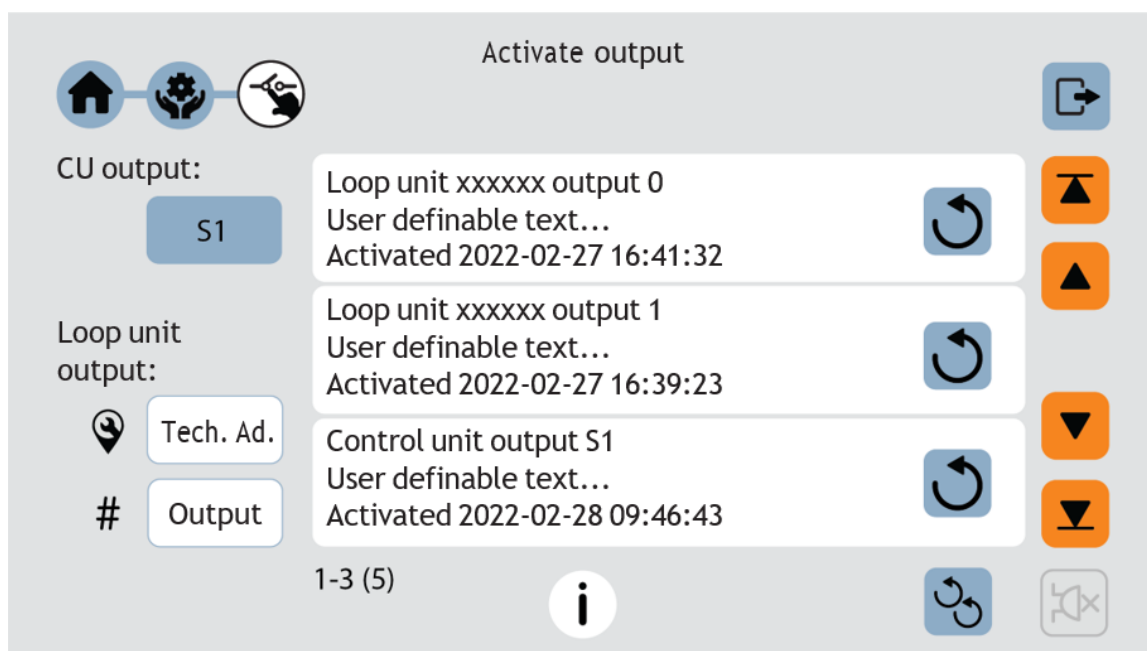 Activate output
CU output:
S1
Loop unit
output:
Tech. Ad.
# Output
Loop unit xxxxxx output 0
User definable text...
Activated 2022-02-27 16:41:32
Loop unit xxxxxx output 1
User definable text...
Activated 2022-02-27 16:39:23
Control unit output S1
User definable text...
Activated 2022-02-28 09:46:43
1-3 (5)
i